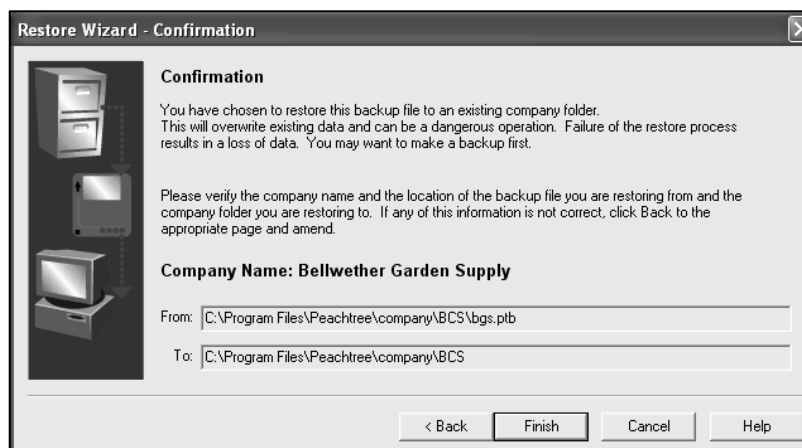 Restore Wizard - Confirmation
Confirmation
You have chosen to restore this backup file to an existing company folder.
This will overwrite existing data and can be a dangerous operation. Failure of the restore process
results in a loss of data. You may want to make a backup first.
Please verify the company name and the location of the backup file you are restoring from and the
company folder you are restoring to. If any of this information is not correct, click Back to the
appropriate page and amend.
Company Name: Bellwether Garden Supply
From: C:\Program Files\Peachtree\company\BCS\bgs.ptb
To: C:\Program Files\Peachtree\company\BCS
< Back Finish Cancel Help